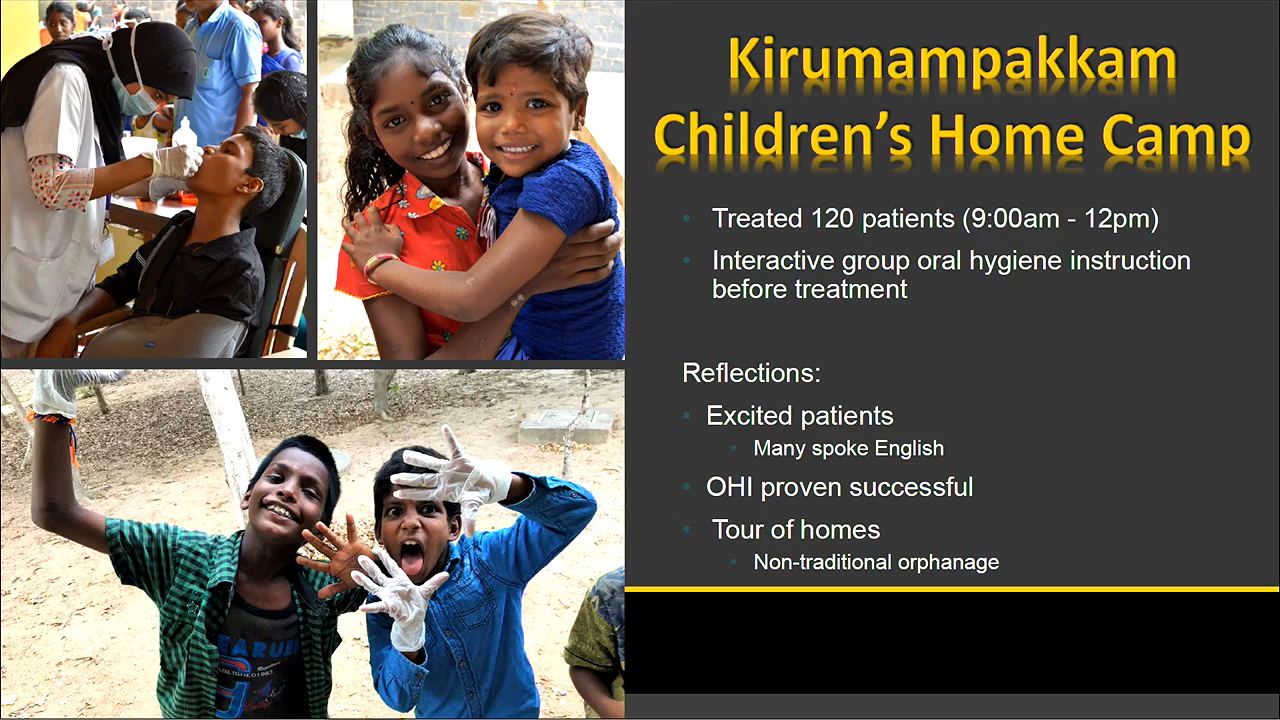 Kirumampakkam
Children's Home Camp
Treated 120 patients (9:00am - 12pm)
Interactive group oral hygiene instruction
before treatment
Reflections:
Excited patients
Many spoke English
OHI proven successful
Tour of homes
Non-traditional orphanage